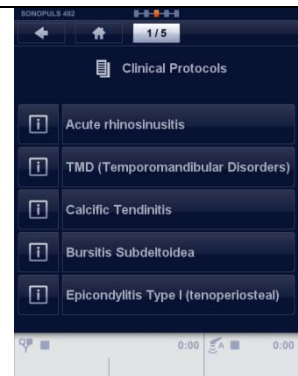 SONOPULS 492
1/5
Clinical Protocols
i Acute rhinosinusitis
i TMD (Temporomandibular Disorders)
i Calcific Tendinitis
i Bursitis Subdeltoidea
i Epicondylitis Type I (tenoperiosteal)
0:00 A 0:00